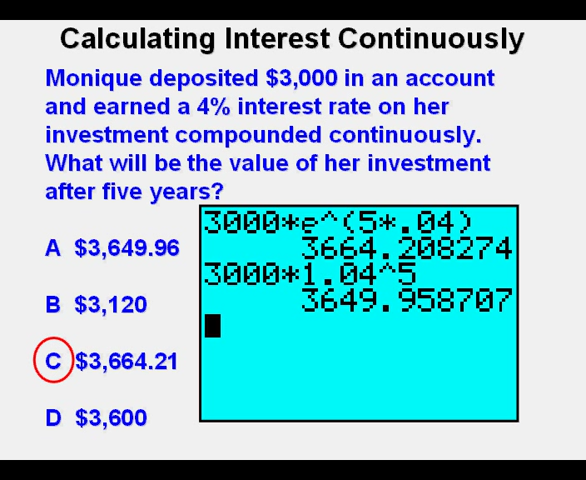 Calculating Interest Continuously
Monique deposited $3,000 in an account
and earned a 4% interest rate on her
investment compounded continuously.
What will be the value of her investment
after five years?
3000*e^(5*.04)
3664.208274
3000*1.04^5
3649.958707
A $3,649.96
B $3,120
C $3,664.21
D $3,600